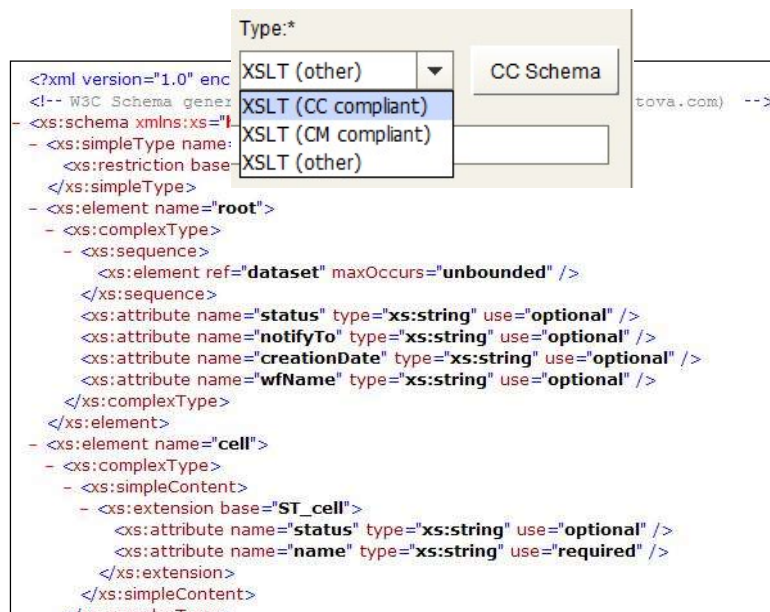 Type:*
XSLT (other)
CC Schema
XSLT (CC compliant)
XSLT (CM compliant)
XSLT (other)
<?xml version="1.0" enc
<!-- W3C Schema gener tova.com) -->
- <xs:schema xmlns:xs="
- <xs:simpleType name=
<xs:restriction base
</xs:simpleType>
- <xs:element name="root">
- <xs:complexType>
- <xs:sequence>
<xs:element ref="dataset" maxOccurs="unbounded" />
</xs:sequence>
<xs:attribute name="status" type="xs:string" use="optional" />
<xs:attribute name="notifyTo" type="xs:string" use="optional" />
<xs:attribute name="creationDate" type="xs:string" use="optional" />
<xs:attribute name="wfName" type="xs:string" use="optional" />
</xs:complexType>
</xs:element>
- <xs:element name="cell">
- <xs:complexType>
- <xs:simpleContent>
- <xs:extension base="ST_cell">
<xs:attribute name="status" type="xs:string" use="optional" />
<xs:attribute name="name" type="xs:string" use="required" />
</xs:extension>
</xs:simpleContent>